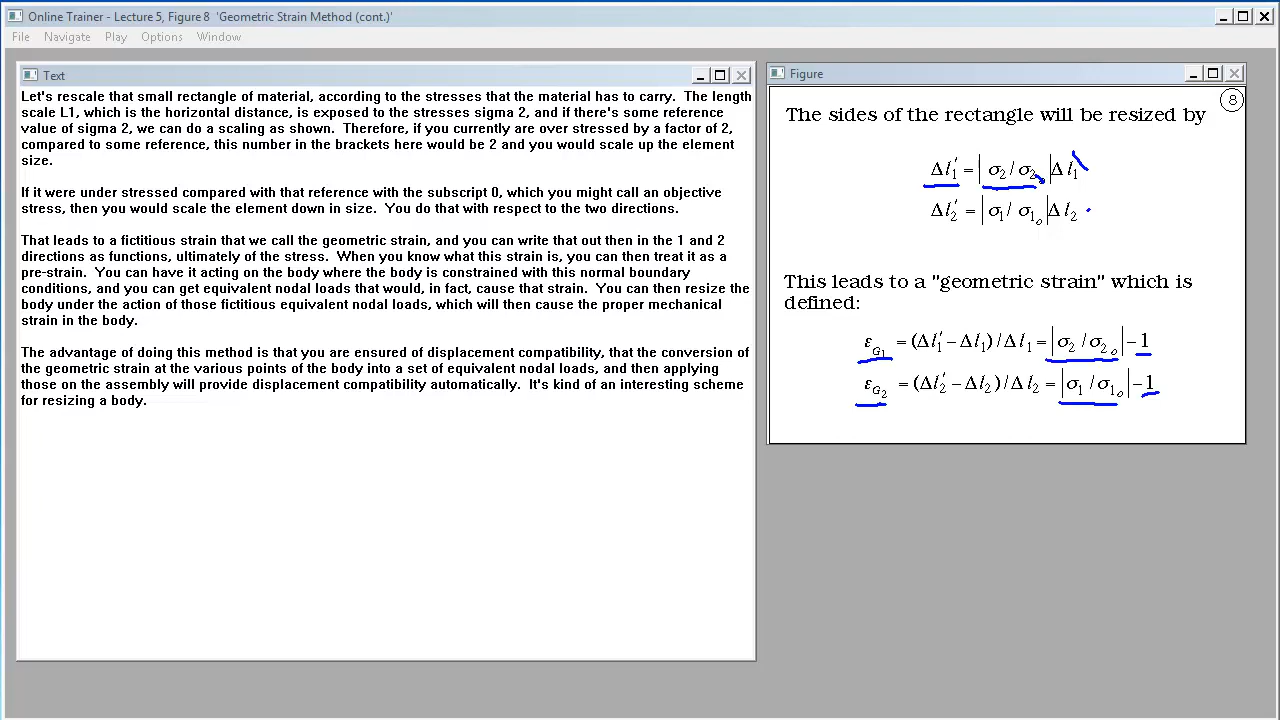 Online Trainer - Lecture 5, Figure 8 'Geometric Strain Method (cont.)'
File Navigate Play Options Window
Text
Let's rescale that small rectangle of material, according to the stresses that the material has to carry. The length
scale L1, which is the horizontal distance, is exposed to the stresses sigma 2, and if there's some reference
value of sigma 2, we can do a scaling as shown. Therefore, if you currently are over stressed by a factor of 2,
compared to some reference, this number in the brackets here would be 2 and you would scale up the element
size.
If it were under stressed compared with that reference with the subscript 0, which you might call an objective
stress, then you would scale the element down in size. You do that with respect to the two directions.
That leads to a fictitious strain that we call the geometric strain, and you can write that out then in the 1 and 2
directions as functions, ultimately of the stress. When you know what this strain is, you can then treat it as a
pre-strain. You can have it acting on the body where the body is constrained with this normal boundary
conditions, and you can get equivalent nodal loads that would, in fact, cause that strain. You can then resize the
body under the action of those fictitious equivalent nodal loads, which will then cause the proper mechanical
strain in the body.
The advantage of doing this method is that you are ensured of displacement compatibility, that the conversion of
the geometric strain at the various points of the body into a set of equivalent nodal loads, and then applying
those on the assembly will provide displacement compatibility automatically. It's kind of an interesting scheme
for resizing a body.
Figure
8
The sides of the rectangle will be resized by
Δl₁′ = |σ₂/σ₂ₒ|Δl₁
Δl₂′ = |σ₁/σ₁ₒ|Δl₂
This leads to a "geometric strain" which is
defined:
ε_G₁ = (Δl₁′ − Δl₁)/Δl₁ = |σ₂/σ₂ₒ| − 1
ε_G₂ = (Δl₂′ − Δl₂)/Δl₂ = |σ₁/σ₁ₒ| − 1